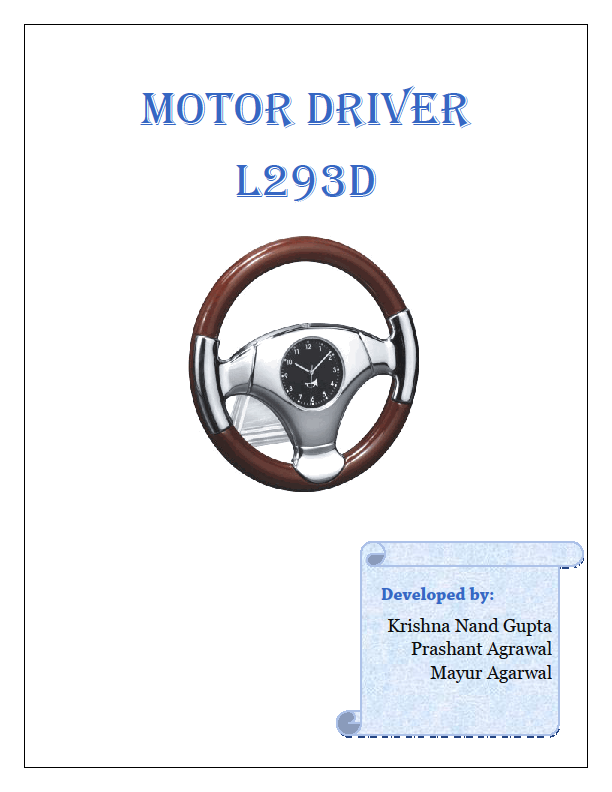 MOTOR DRIVER
L293D
Developed by:
Krishna Nand Gupta
Prashant Agrawal
Mayur Agarwal